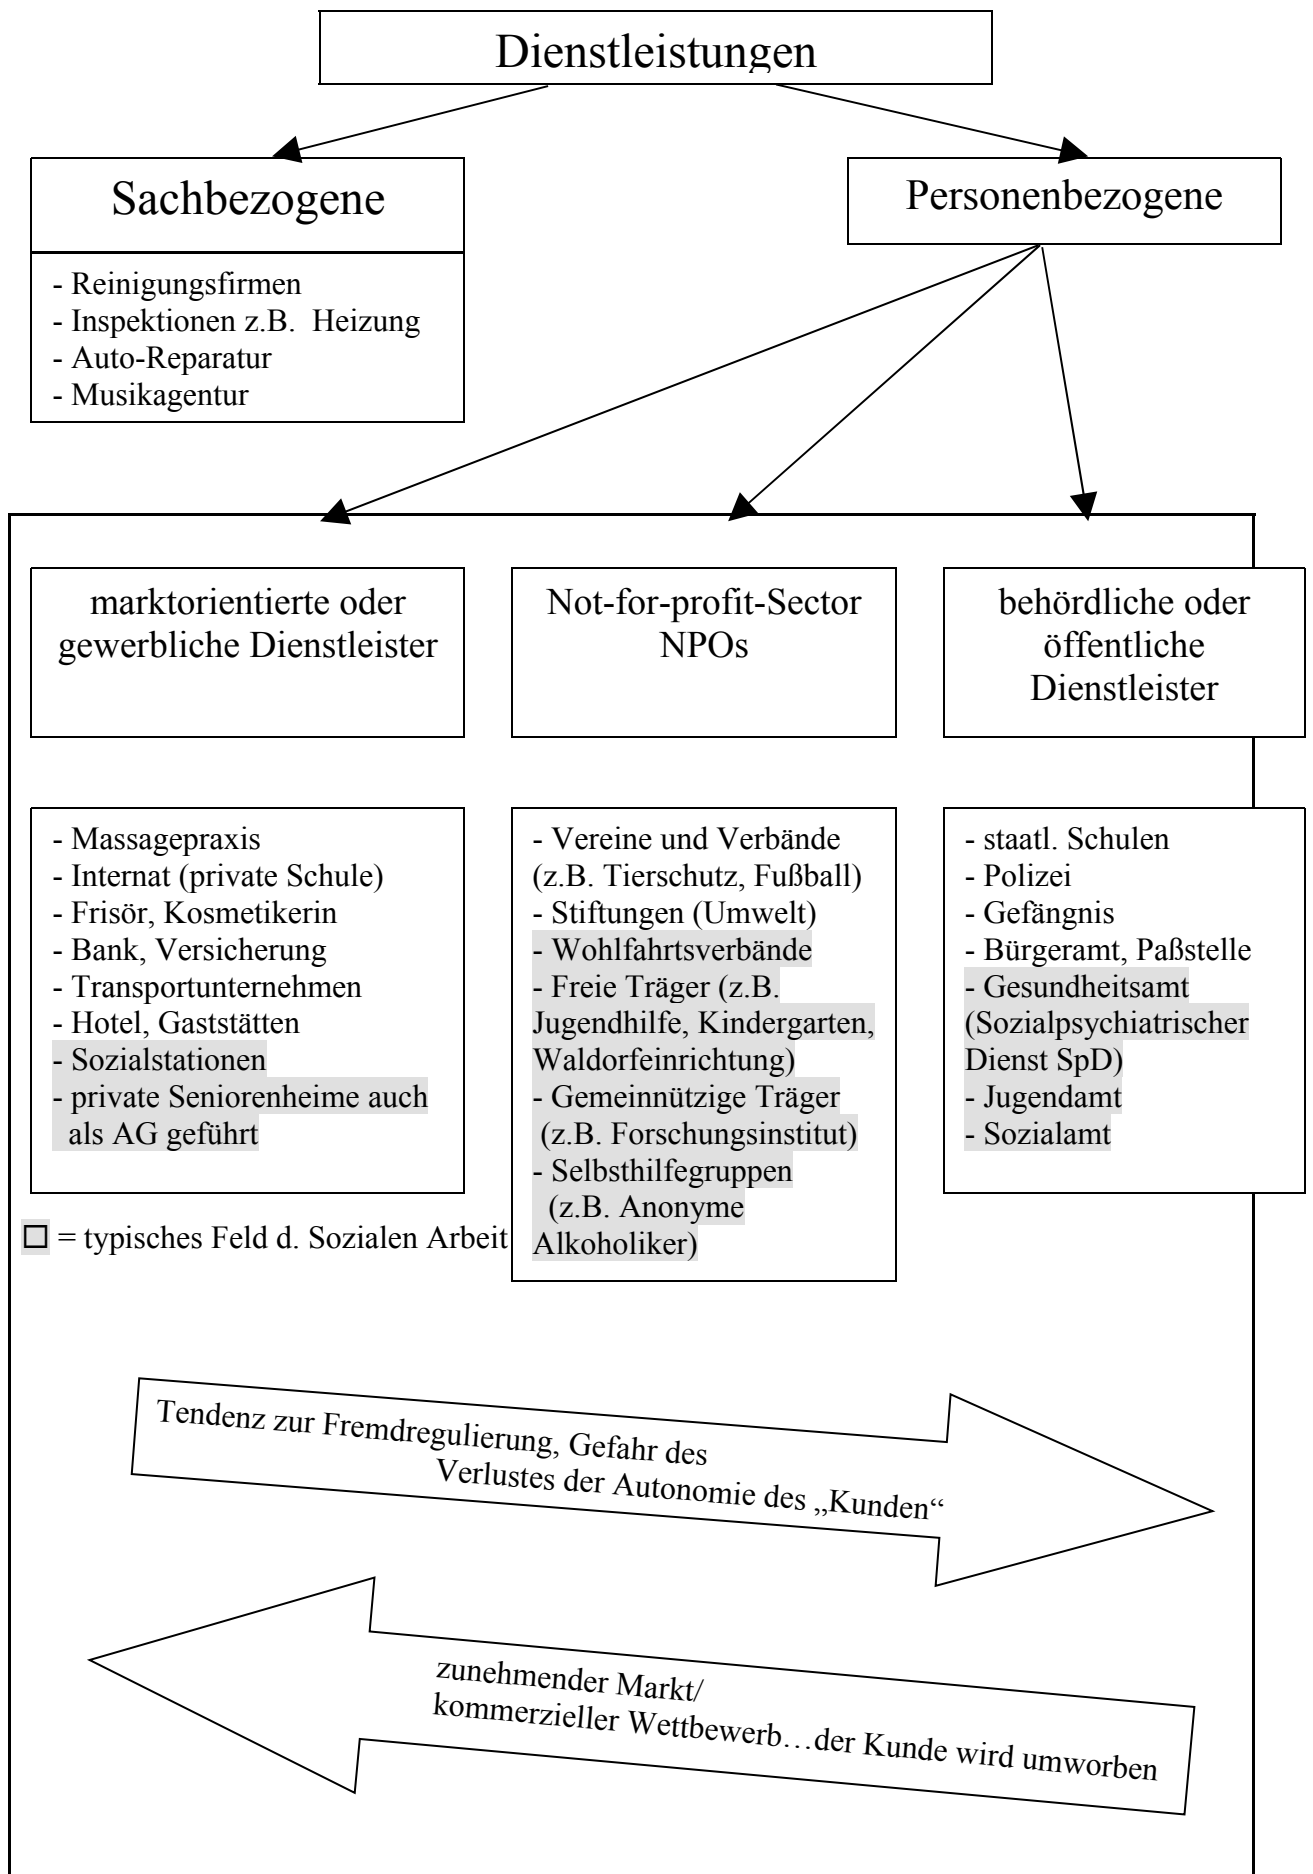 Dienstleistungen
Sachbezogene
- Reinigungsfirmen
- Inspektionen z.B.  Heizung
- Auto-Reparatur
- Musikagentur
Personenbezogene
marktorientierte oder
gewerbliche Dienstleister
Not-for-profit-Sector
NPOs
behördliche oder
öffentliche
Dienstleister
- Massagepraxis
- Internat (private Schule)
- Frisör, Kosmetikerin
- Bank, Versicherung
- Transportunternehmen
- Hotel, Gaststätten
- Sozialstationen
- private Seniorenheime auch
als AG geführt
- Vereine und Verbände
(z.B. Tierschutz, Fußball)
- Stiftungen (Umwelt)
- Wohlfahrtsverbände
- Freie Träger (z.B.
Jugendhilfe, Kindergarten,
Waldorfeinrichtung)
- Gemeinnützige Träger
(z.B. Forschungsinstitut)
- Selbsthilfegruppen
(z.B. Anonyme
Alkoholiker)
- staatl. Schulen
- Polizei
- Gefängnis
- Bürgeramt, Paßstelle
- Gesundheitsamt
(Sozialpsychiatrischer
Dienst SpD)
- Jugendamt
- Sozialamt
□ = typisches Feld d. Sozialen Arbeit
Tendenz zur Fremdregulierung, Gefahr des
Verlustes der Autonomie des „Kunden“
zunehmender Markt/
kommerzieller Wettbewerb…der Kunde wird umworben